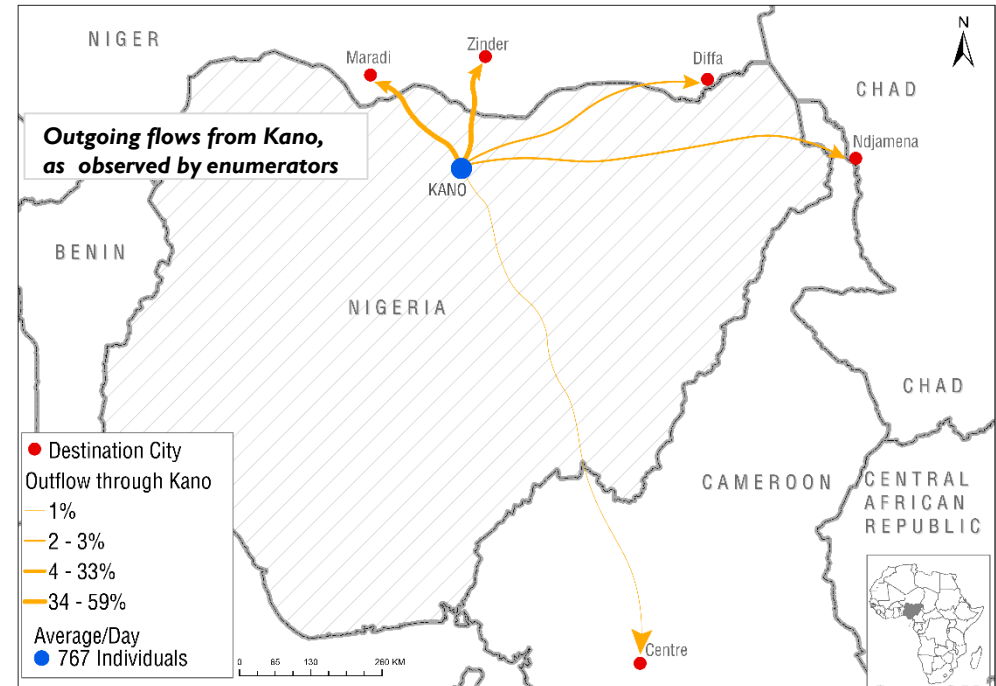 NIGER
Maradi
Zinder
Diffa
N
CHAD
Outgoing flows from Kano,
as observed by enumerators
Ndjamena
KANO
BENIN
NIGERIA
CHAD
CAMEROON
CENTRAL
AFRICAN
REPUBLIC
Destination City
Outflow through Kano
1%
2 - 3%
4 - 33%
34 - 59%
Average/Day
767 Individuals
0 65 130 260 KM
Centre